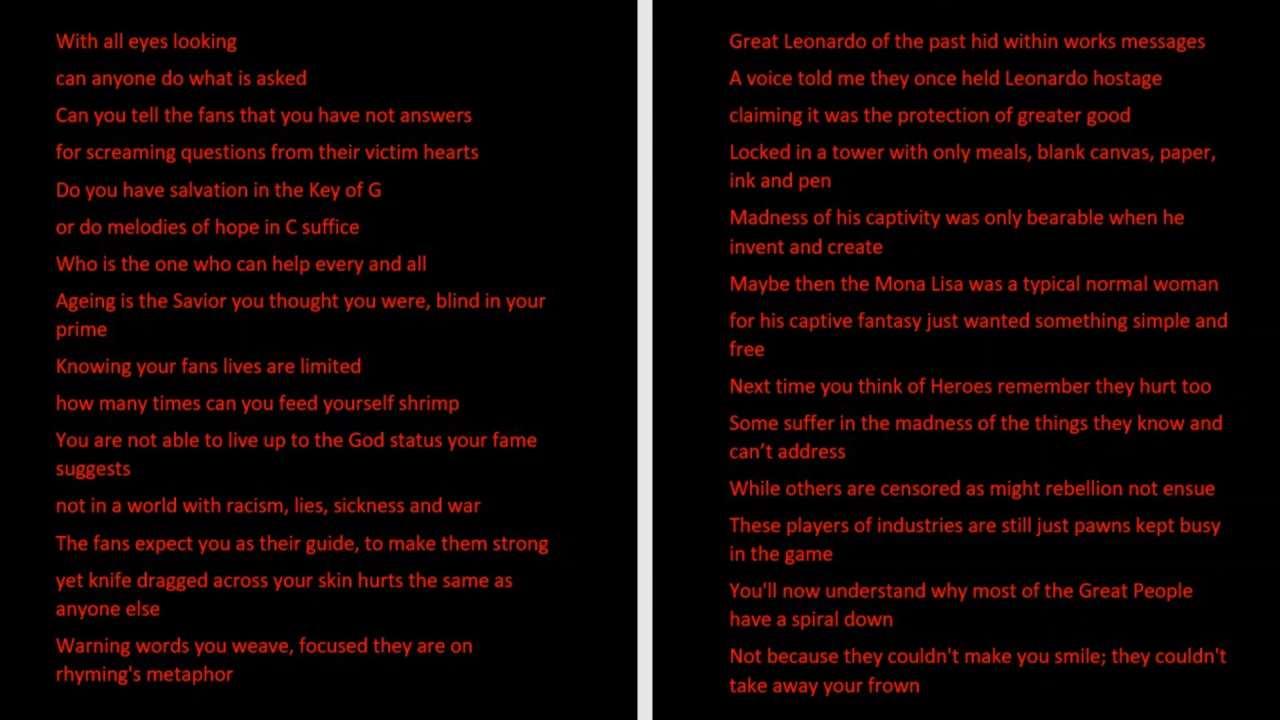 With all eyes looking
can anyone do what is asked
Can you tell the fans that you have not answers
for screaming questions from their victim hearts
Do you have salvation in the Key of G
or do melodies of hope in C suffice
Who is the one who can help every and all
Ageing is the Savior you thought you were, blind in your
prime
Knowing your fans lives are limited
how many times can you feed yourself shrimp
You are not able to live up to the God status your fame
suggests
not in a world with racism, lies, sickness and war
The fans expect you as their guide, to make them strong
yet knife dragged across your skin hurts the same as
anyone else
Warning words you weave, focused they are on
rhyming's metaphor
Great Leonardo of the past hid within works messages
A voice told me they once held Leonardo hostage
claiming it was the protection of greater good
Locked in a tower with only meals, blank canvas, paper,
ink and pen
Madness of his captivity was only bearable when he
invent and create
Maybe then the Mona Lisa was a typical normal woman
for his captive fantasy just wanted something simple and
free
Next time you think of Heroes remember they hurt too
Some suffer in the madness of the things they know and
can’t address
While others are censored as might rebellion not ensue
These players of industries are still just pawns kept busy
in the game
You'll now understand why most of the Great People
have a spiral down
Not because they couldn't make you smile; they couldn't
take away your frown